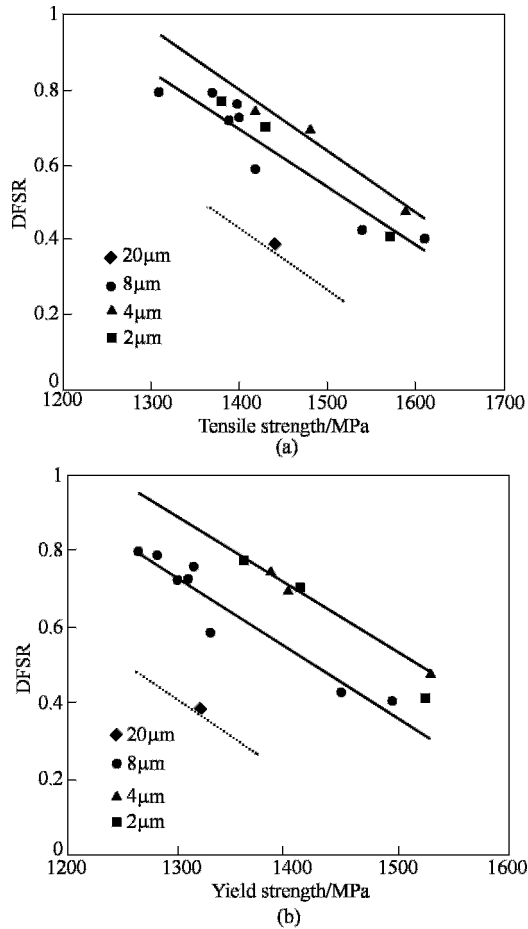 (a)
1
0.8
0.6
DFSR
0.4
20μm
8μm
0.2
4μm
2μm
0
1200 1300 1400 1500 1600 1700
Tensile strength/MPa
(a)
1
0.8
0.6
DFSR
0.4
20μm
8μm
0.2
4μm
2μm
0
1200 1300 1400 1500 1600
Yield strength/MPa
(b)